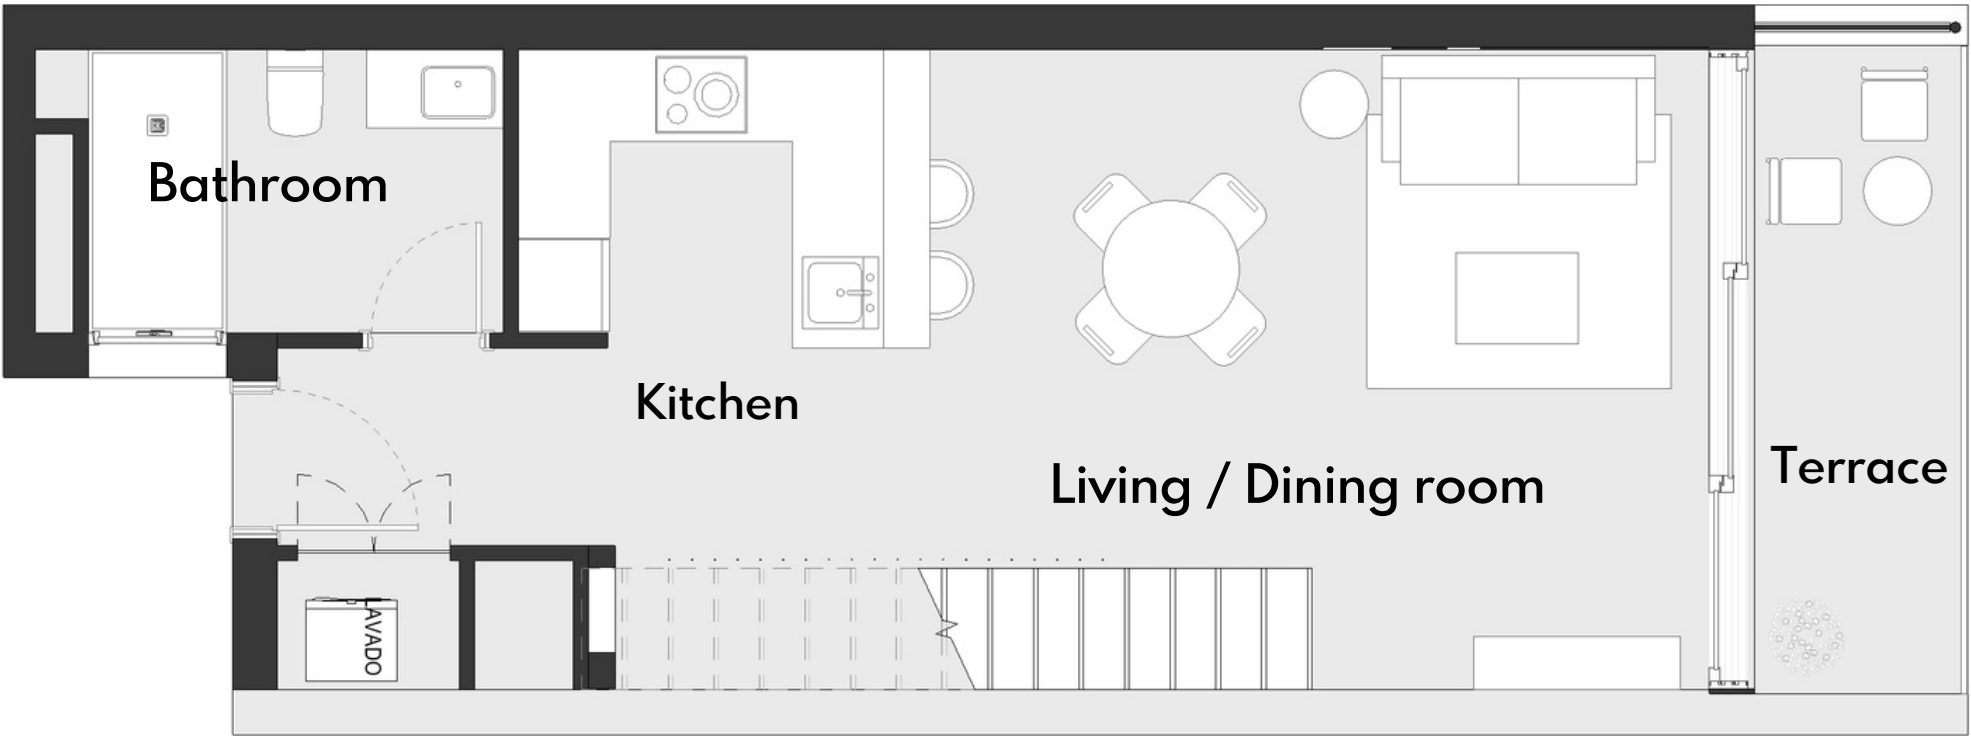 Bathroom
Kitchen
Living / Dining room
Terrace
LAVADO